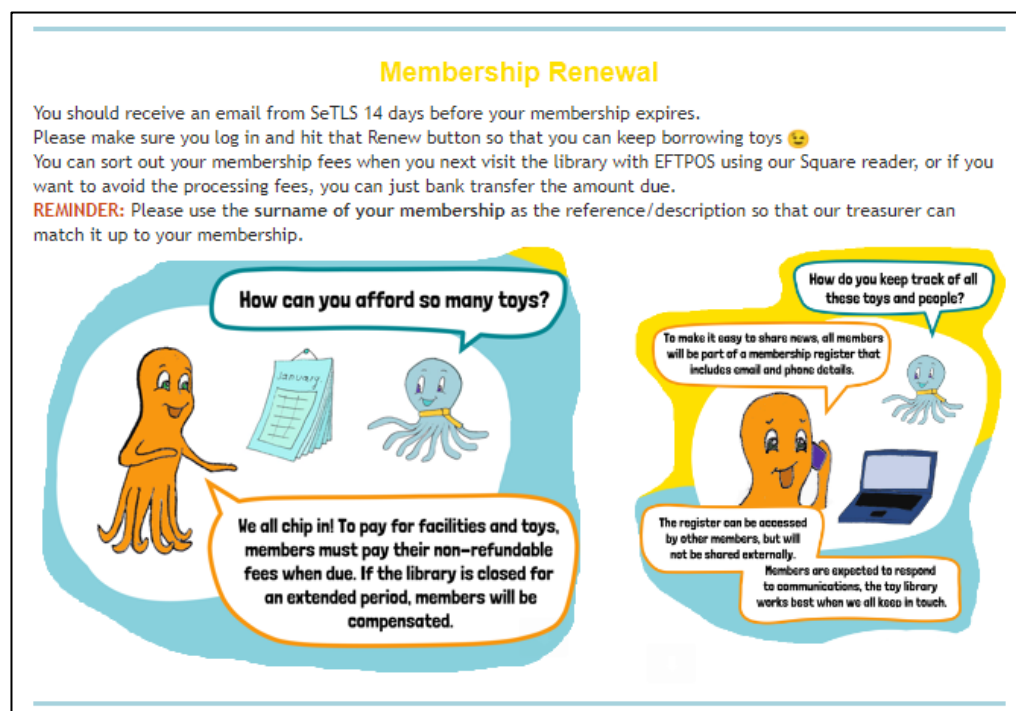 Membership Renewal
You should receive an email from SeTLS 14 days before your membership expires.
Please make sure you log in and hit that Renew button so that you can keep borrowing toys 😉
You can sort out your membership fees when you next visit the library with EFTPOS using our Square reader, or if you
want to avoid the processing fees, you can just bank transfer the amount due.
REMINDER: Please use the surname of your membership as the reference/description so that our treasurer can
match it up to your membership.
How can you afford so many toys?
January
We all chip in! To pay for facilities and toys,
members must pay their non-refundable
fees when due. If the library is closed for
an extended period, members will be
compensated.
How do you keep track of all
these toys and people?
To make it easy to share news, all members
will be part of a membership register that
includes email and phone details.
The register can be accessed
by other members, but will
not be shared externally.
Members are expected to respond
to communications, the toy library
works best when we all keep in touch.